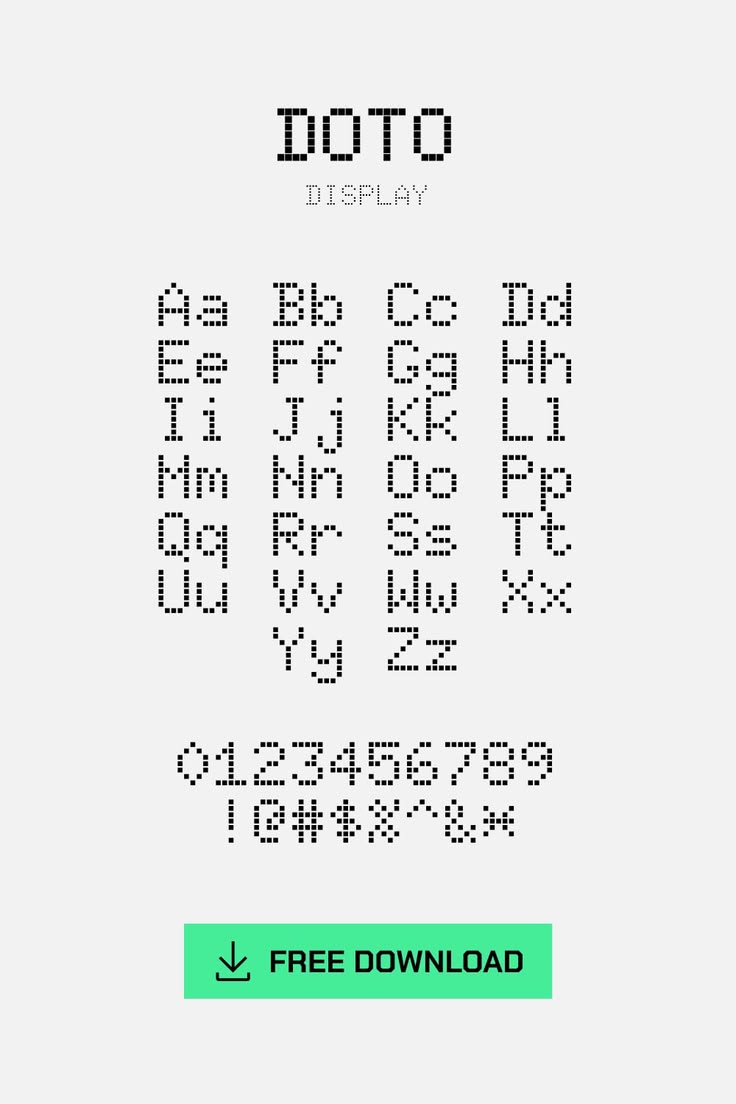 DOTO
DISPLAY
Aa Bb Cc Dd
Ee Ff Gg Hh
Ii Jj Kk Ll
Mm Nn Oo Pp
Qq Rr Ss Tt
Uu Vv Ww Xx
Yy Zz
0123456789
!@#$%^&*
FREE DOWNLOAD